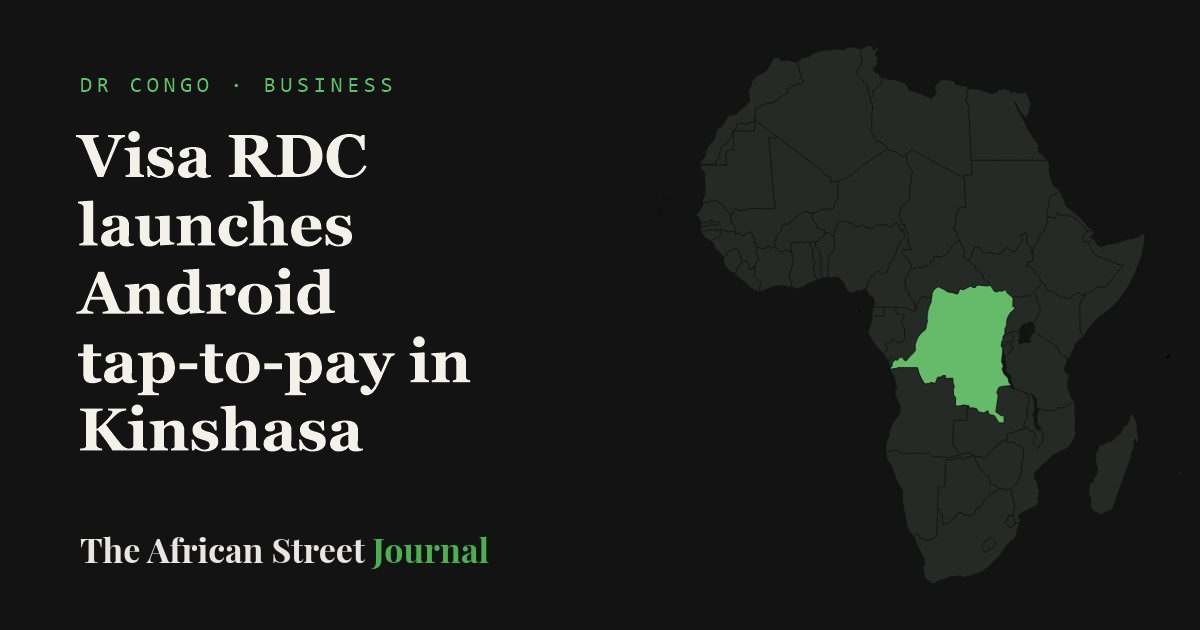 DR CONGO · BUSINESS
Visa RDC
launches
Android
tap-to-pay in
Kinshasa
The African Street Journal